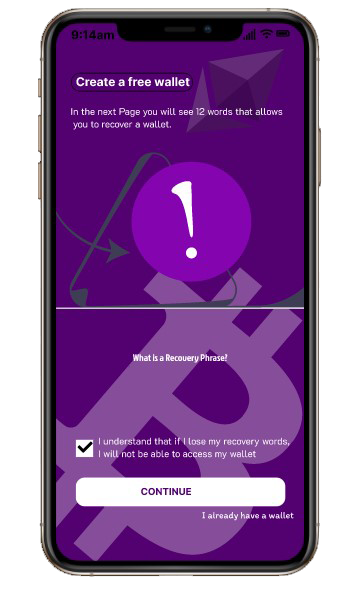 9:14am
Create a free wallet
In the next Page you will see 12 words that allows
you to recover a wallet.
What is a Recovery Phrase?
I understand that if I lose my recovery words,
I will not be able to access my wallet
CONTINUE
I already have a wallet